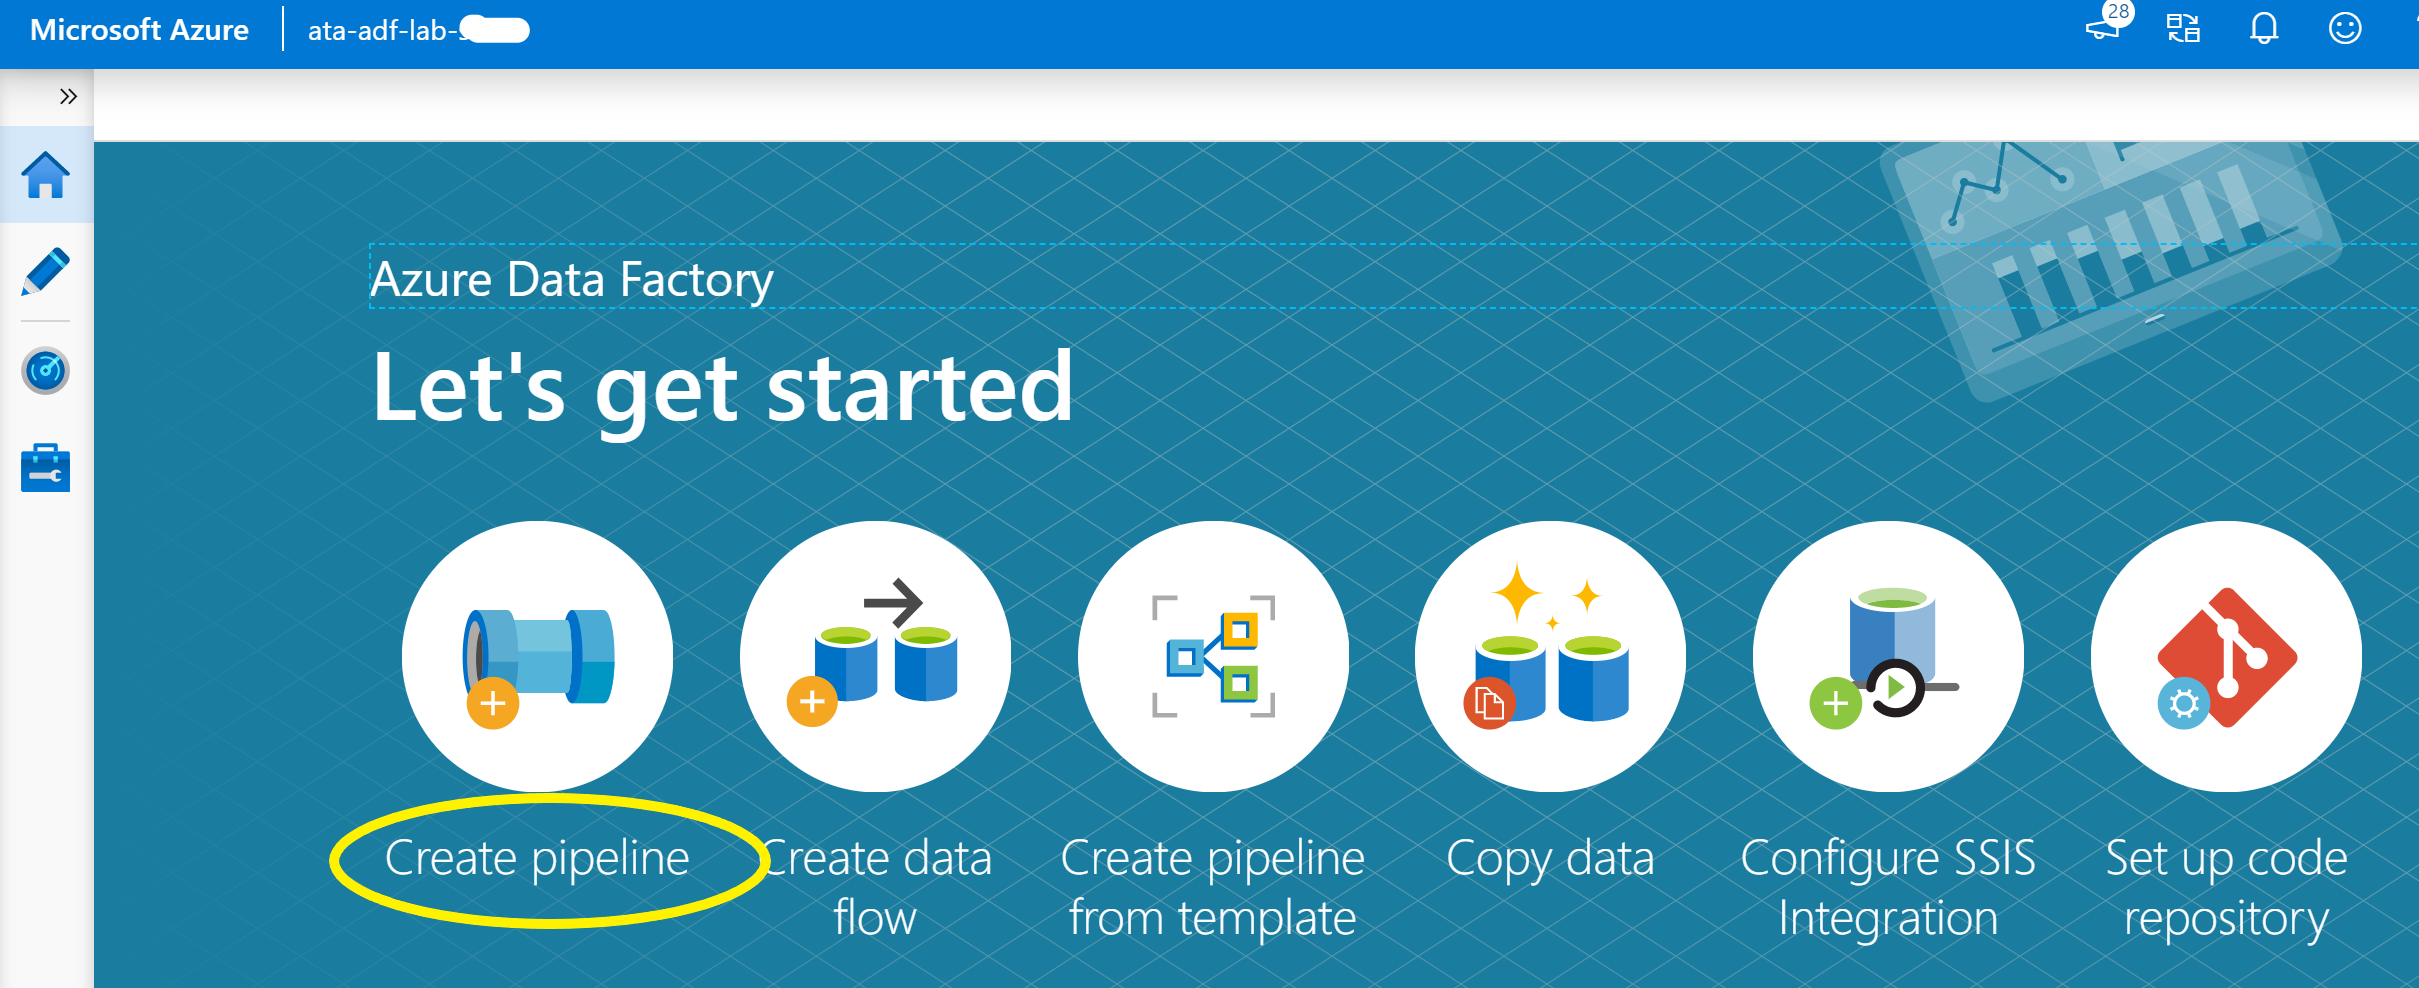 Microsoft Azure
ata-adf-lab-
28
Azure Data Factory
Let's get started
Create pipeline
Create data
flow
Create pipeline
from template
Copy data
Configure SSIS
Integration
Set up code
repository